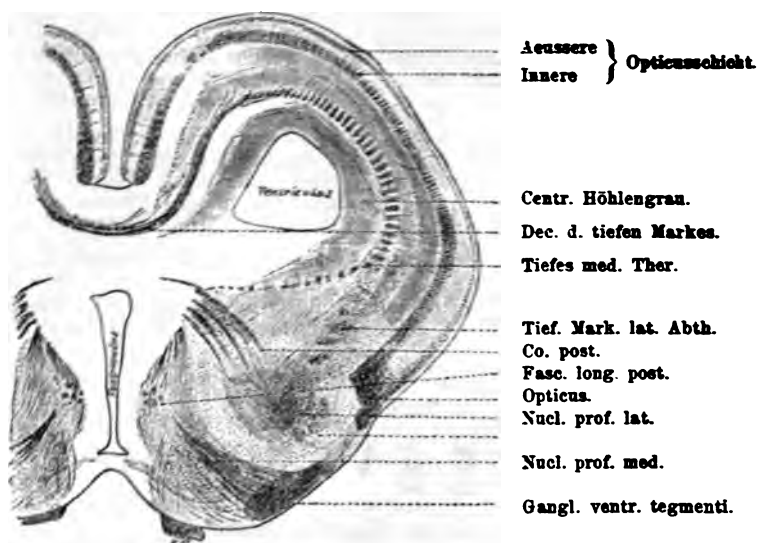 Aeussere
Innere
Opticusschicht.
Ventriculus
Centr. Höhlengrau.
Dec. d. tiefen Markes.
Tiefes med. Ther.
Tief. Mark. lat. Abth.
Co. post.
Fasc. long. post.
Opticus.
Nucl. prof. lat.
Nucl. prof. med.
Gangl. ventr. tegmenti.